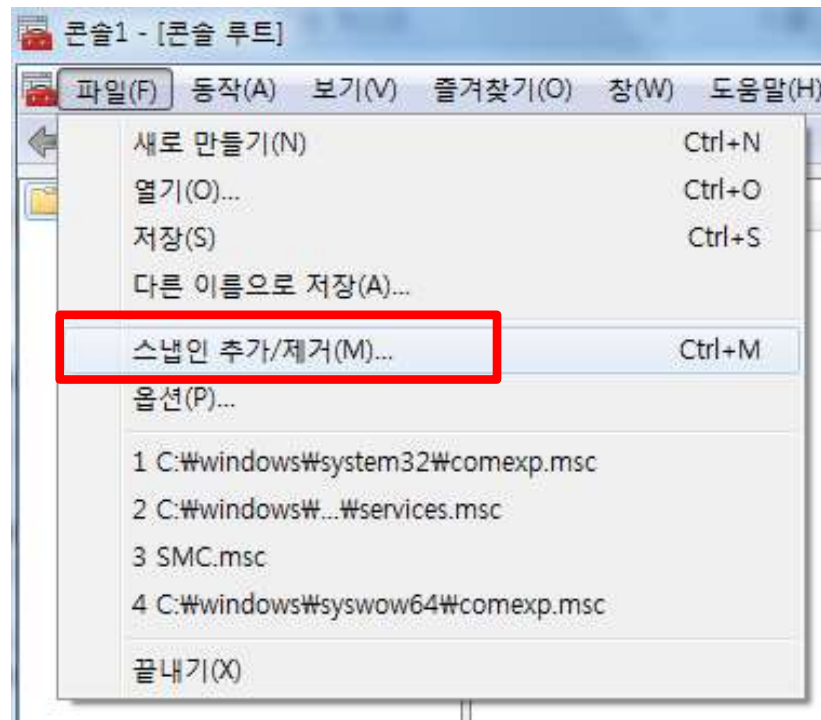 콘솔1 - [콘솔 루트]
파일(F) 동작(A) 보기(V) 즐겨찾기(O) 창(W) 도움말(H)
새로 만들기(N) Ctrl+N
열기(O)... Ctrl+O
저장(S) Ctrl+S
다른 이름으로 저장(A)...
스냅인 추가/제거(M)... Ctrl+M
옵션(P)...
1 C:₩windows₩system32₩comexp.msc
2 C:₩windows₩...₩services.msc
3 SMC.msc
4 C:₩windows₩syswow64₩comexp.msc
끝내기(X)